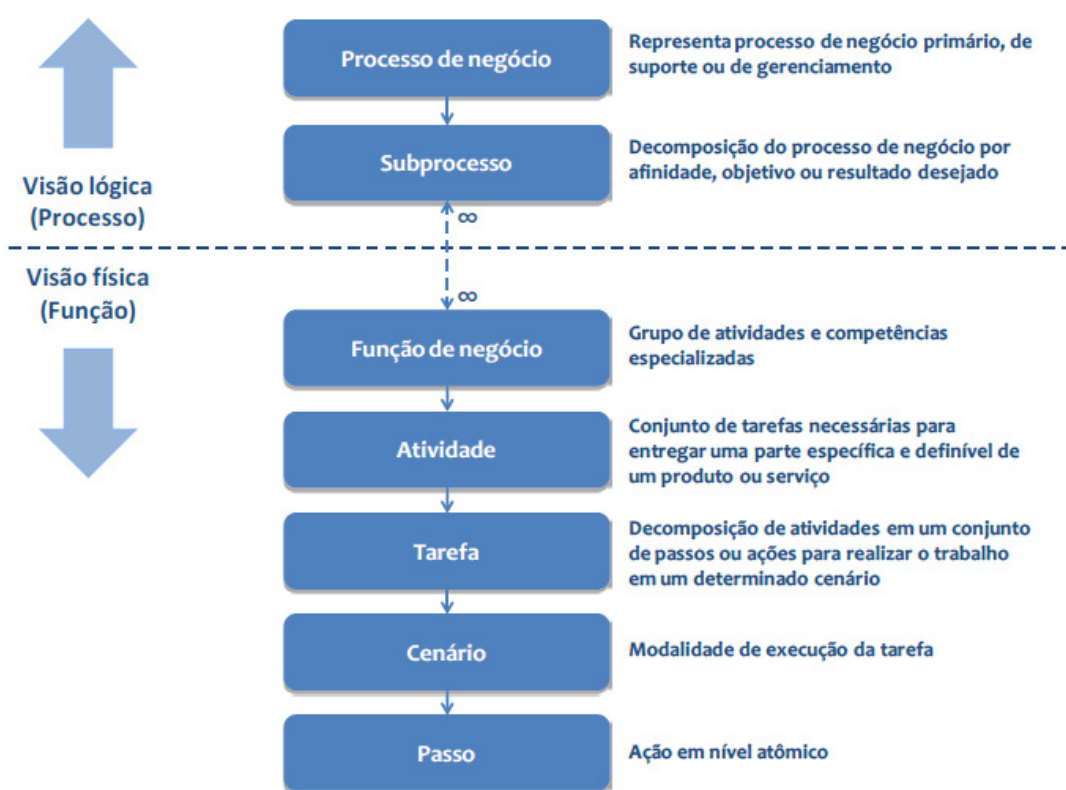 Processo de negócio
Representa processo de negócio primário, de
suporte ou de gerenciamento
Subprocesso
Decomposição do processo de negócio por
afinidade, objetivo ou resultado desejado
Visão lógica
(Processo)
∞
Visão física
(Função)
∞
Função de negócio
Grupo de atividades e competências
especializadas
Atividade
Conjunto de tarefas necessárias para
entregar uma parte específica e definível de
um produto ou serviço
Tarefa
Decomposição de atividades em um conjunto
de passos ou ações para realizar o trabalho
em um determinado cenário
Cenário
Modalidade de execução da tarefa
Passo
Ação em nível atômico